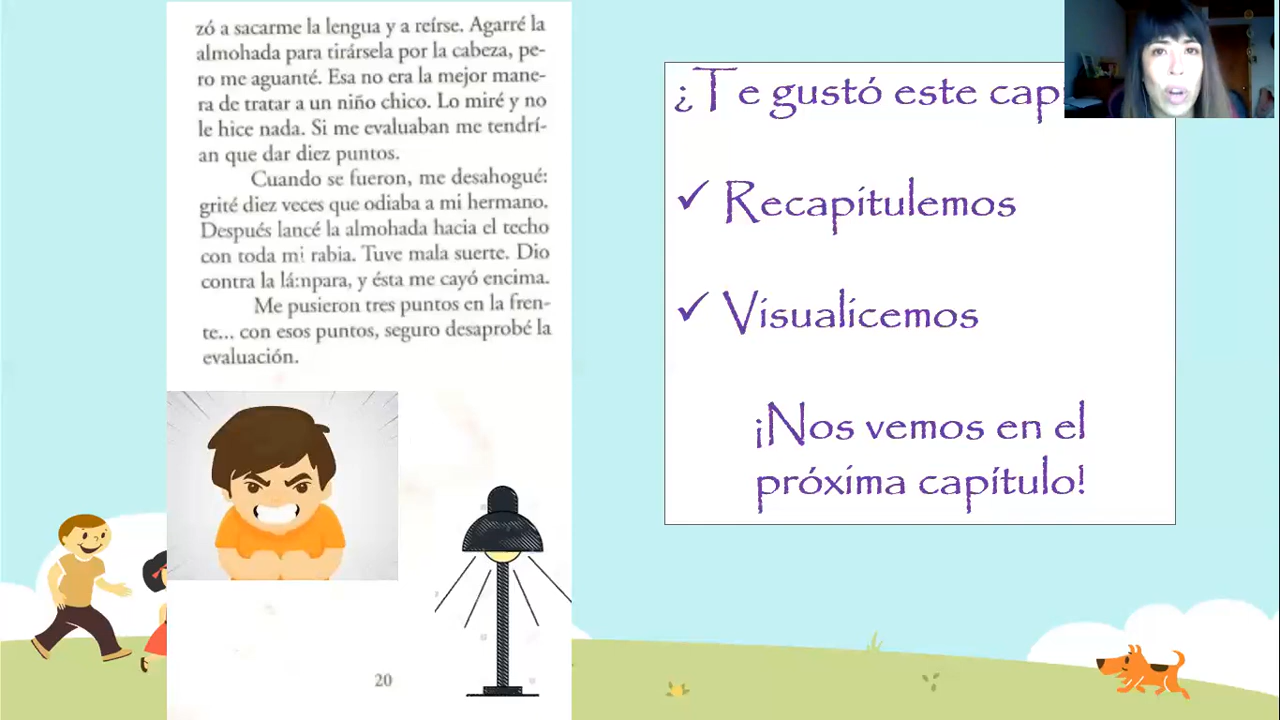 zó a sacarme la lengua y a reírse. Agarré la
almohada para tirársela por la cabeza, pe-
ro me aguanté. Esa no era la mejor mane-
ra de tratar a un niño chico. Lo miré y no
le hice nada. Si me evaluaban me tendrí-
an que dar diez puntos.
Cuando se fueron, me desahogué:
grité diez veces que odiaba a mi hermano.
Después lancé la almohada hacia el techo
con toda mi rabia. Tuve mala suerte. Dio
contra la lámpara, y ésta me cayó encima.
Me pusieron tres puntos en la fren-
te... con esos puntos, seguro desaprobé la
evaluación.
20
¿Te gustó este cap
✓ Recapitulemos
✓ Visualicemos
¡Nos vemos en el
próxima capítulo!